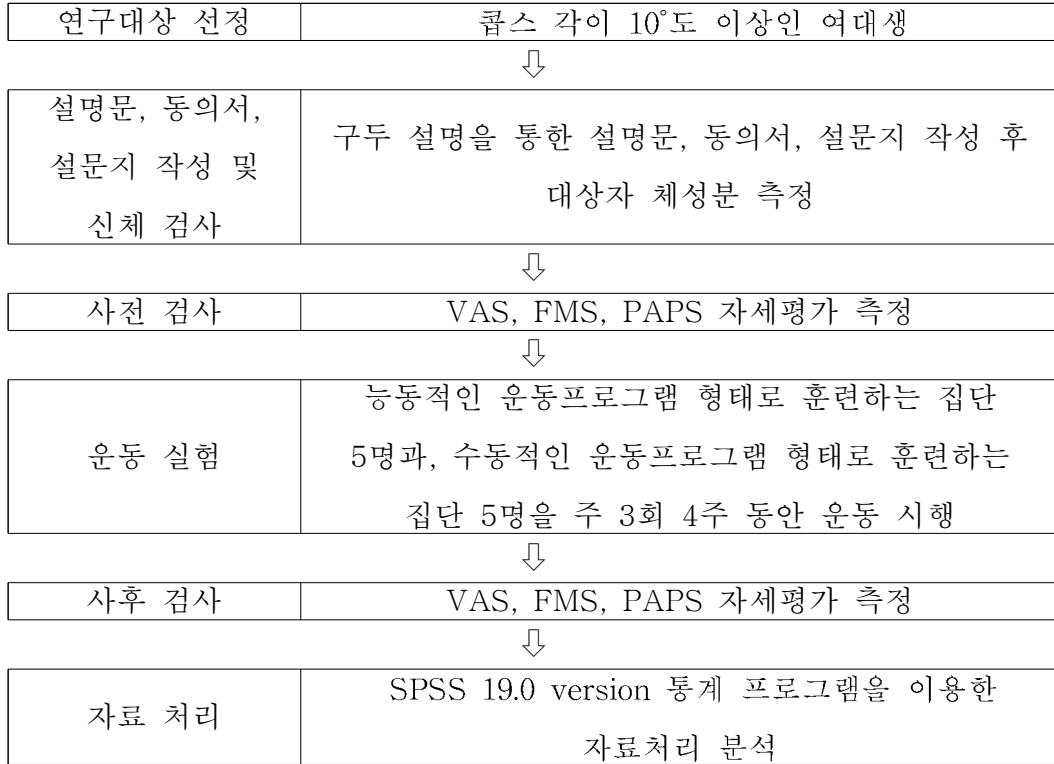 연구대상 선정
콥스 각이 10°도 이상인 여대생
⇩
설명문, 동의서,
설문지 작성 및
신체 검사
구두 설명을 통한 설명문, 동의서, 설문지 작성 후
대상자 체성분 측정
⇩
사전 검사
VAS, FMS, PAPS 자세평가 측정
⇩
운동 실험
능동적인 운동프로그램 형태로 훈련하는 집단
5명과, 수동적인 운동프로그램 형태로 훈련하는
집단 5명을 주 3회 4주 동안 운동 시행
⇩
사후 검사
VAS, FMS, PAPS 자세평가 측정
⇩
자료 처리
SPSS 19.0 version 통계 프로그램을 이용한
자료처리 분석